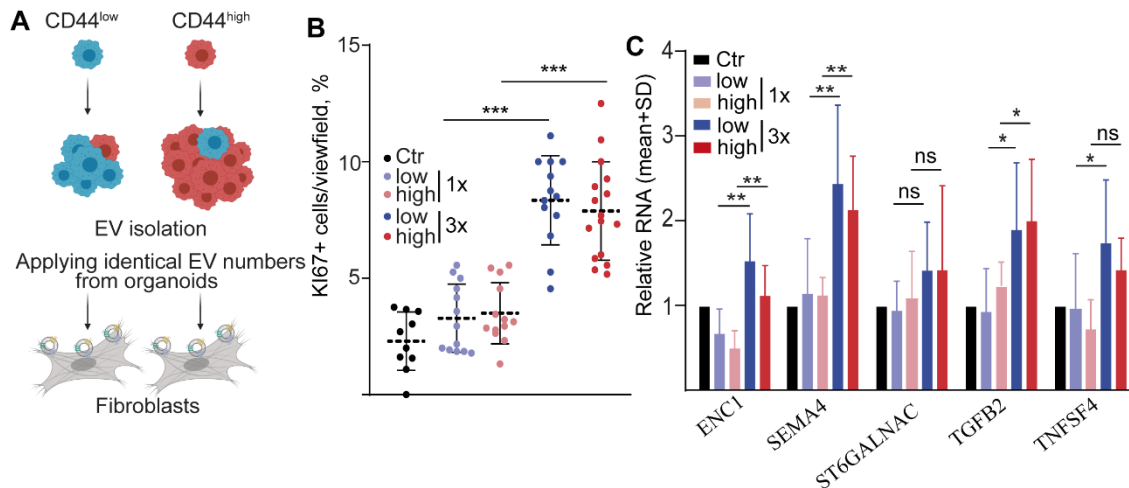 A
CD44low
CD44high
EV isolation
Applying identical EV numbers
from organoids
Fibroblasts
B
KI67+ cells/viewfield, %
15
10
5
***
***
Ctr
low
high
1x
low
high
3x
C
Relative RNA (mean+SD)
4
3
2
1
Ctr
low
high
1x
low
high
3x
**
**
**
**
ns
ns
*
*
*
ns
ENC1
SEMA4
ST6GALNAC
TGFB2
TNFSF4